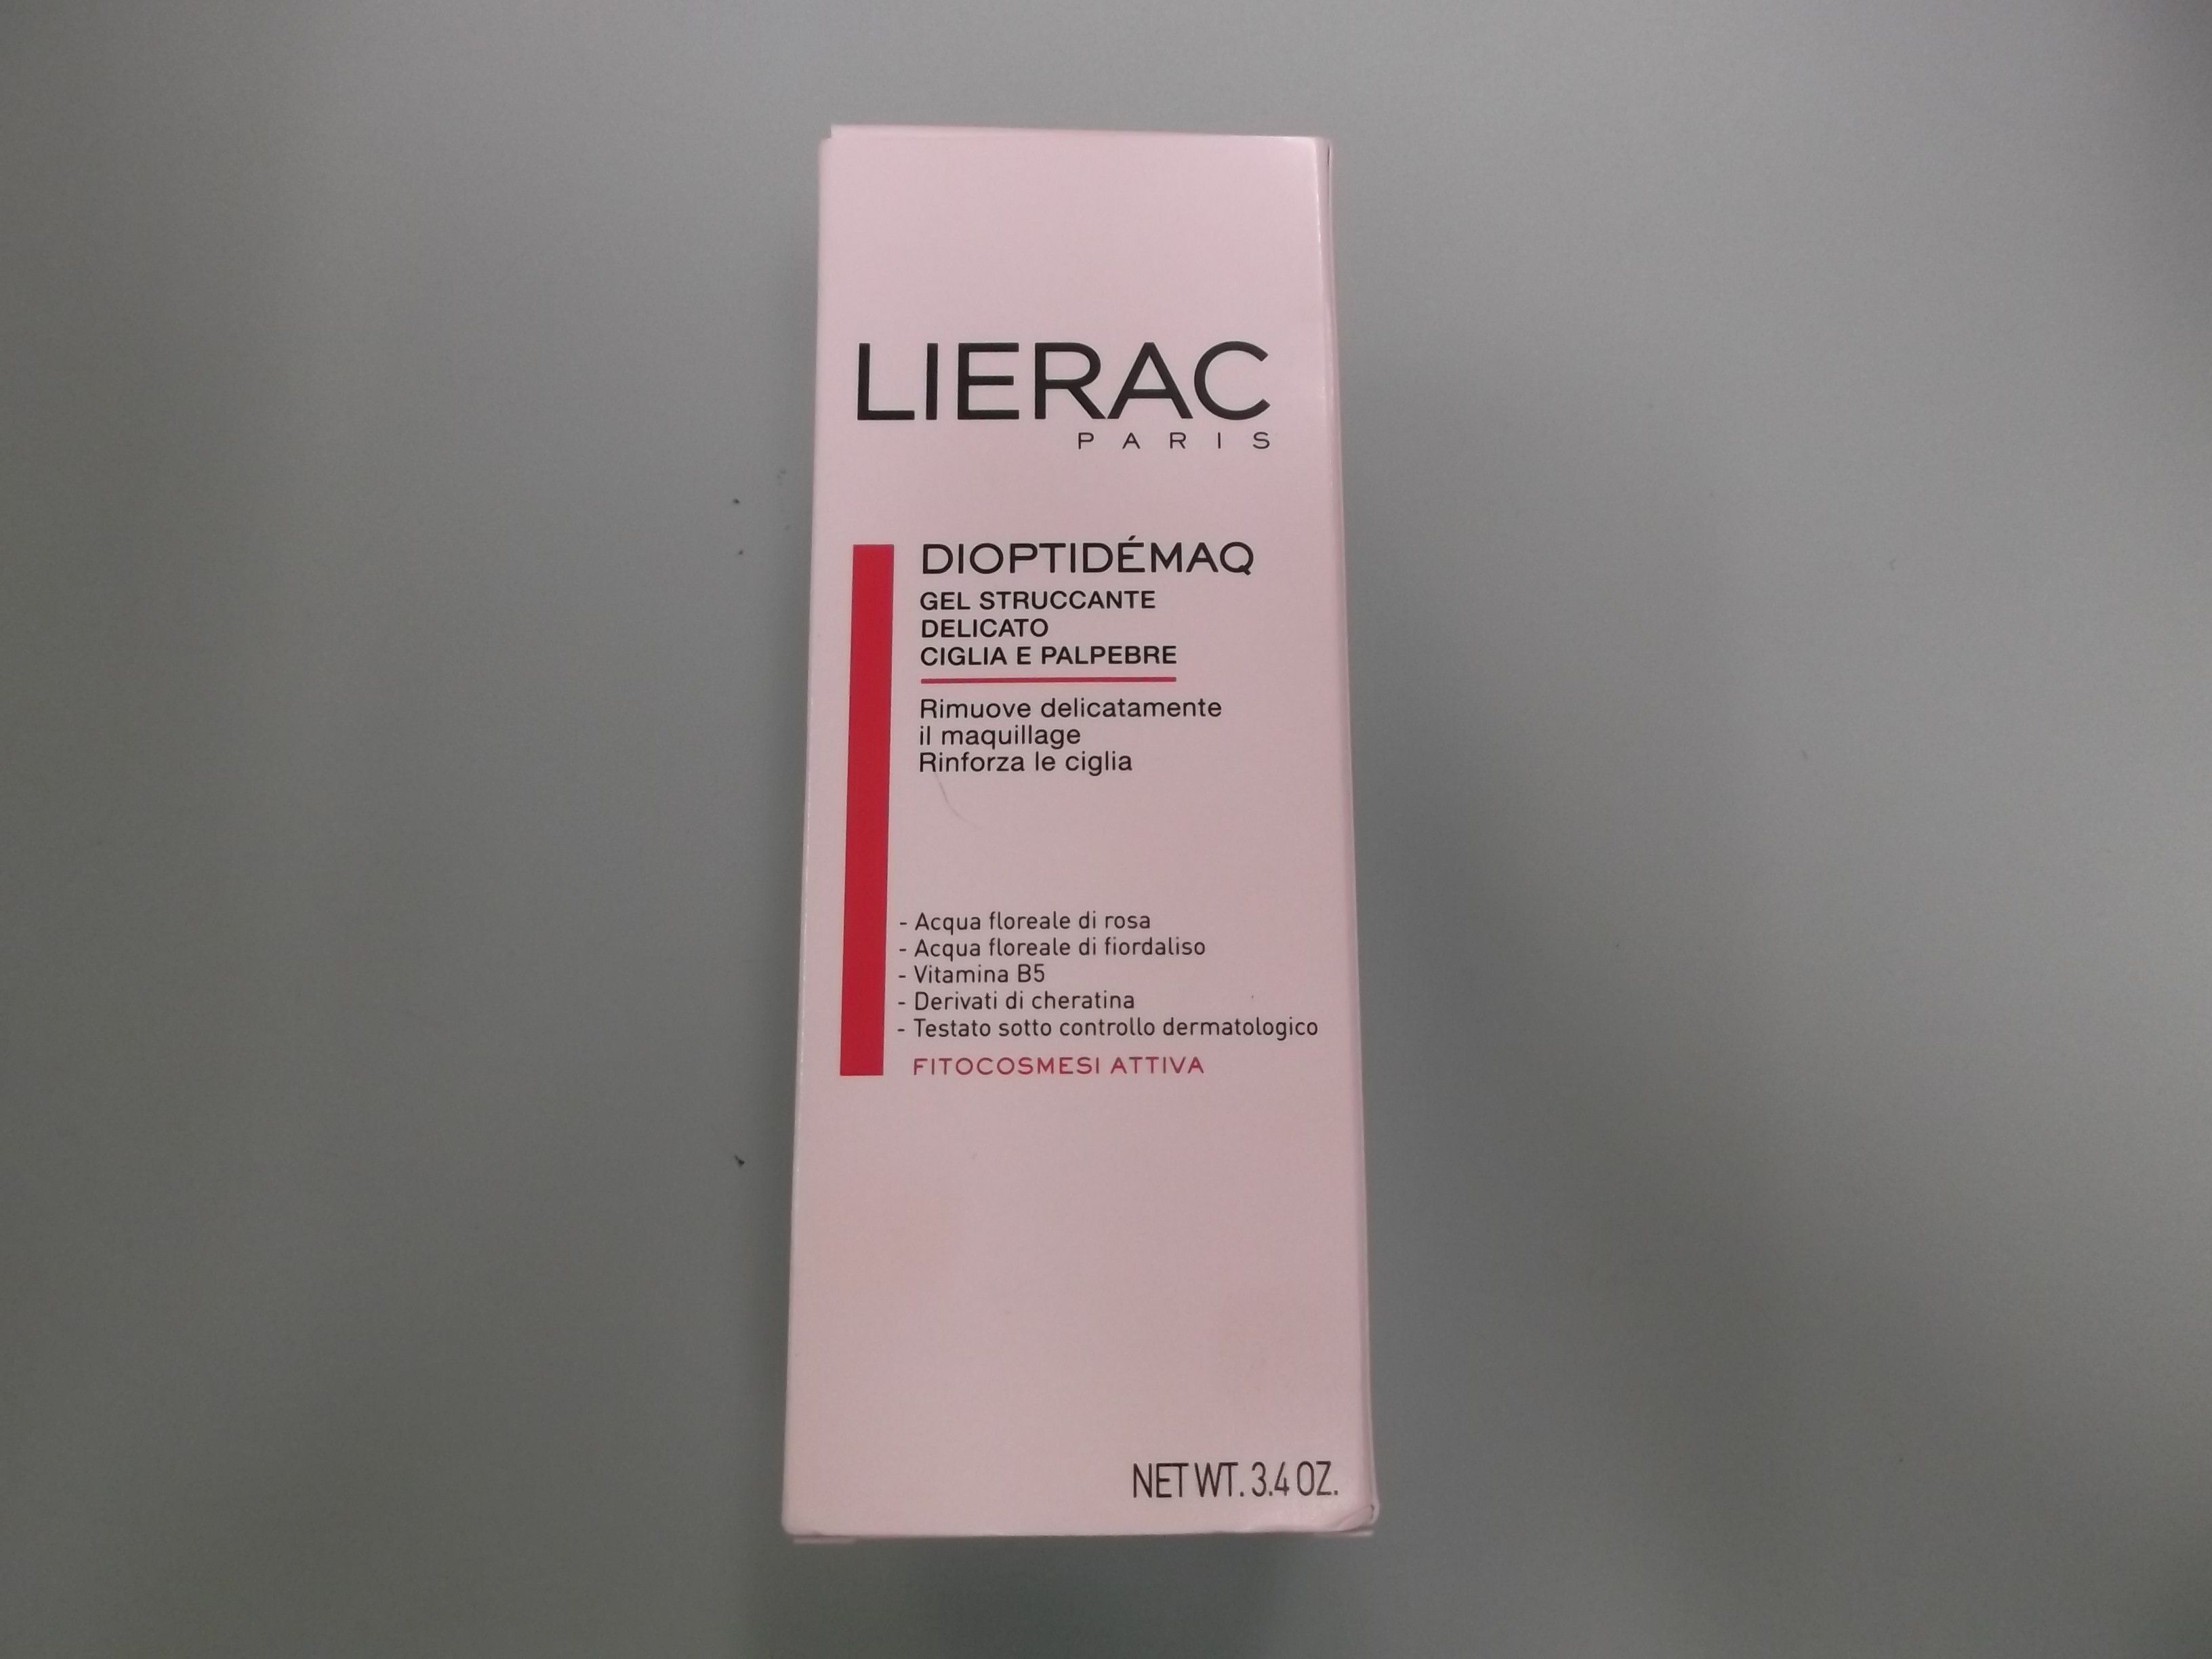 LIERAC
PARIS
DIOPTIDÉMAQ
GEL STRUCCANTE
DELICATO
CIGLIA E PALPEBRE
Rimuove delicatamente
il maquillage
Rinforza le ciglia
- Acqua floreale di rosa
- Acqua floreale di fiordaliso
- Vitamina B5
- Derivati di cheratina
- Testato sotto controllo dermatologico
FITOCOSMESI ATTIVA
NET WT. 3.4 OZ.